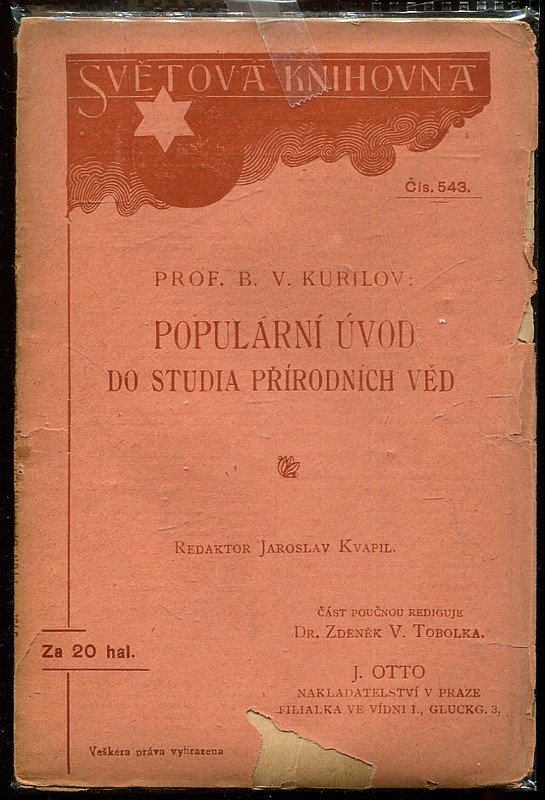 SVĚTOVÁ KNIHOVNA
Čís. 543.
PROF. B. V. KURILOV:
POPULÁRNÍ ÚVOD
DO STUDIA PŘÍRODNÍCH VĚD
REDAKTOR JAROSLAV KVAPIL.
ČÁST POUČNOU REDIGUJE
DR. ZDENĚK V. TOBOLKA.
Za 20 hal.
J. OTTO
NAKLADATELSTVÍ V PRAZE
FILIALKA VE VÍDNI I., GLUCKG. 3.
Veškera práva vyhrazena